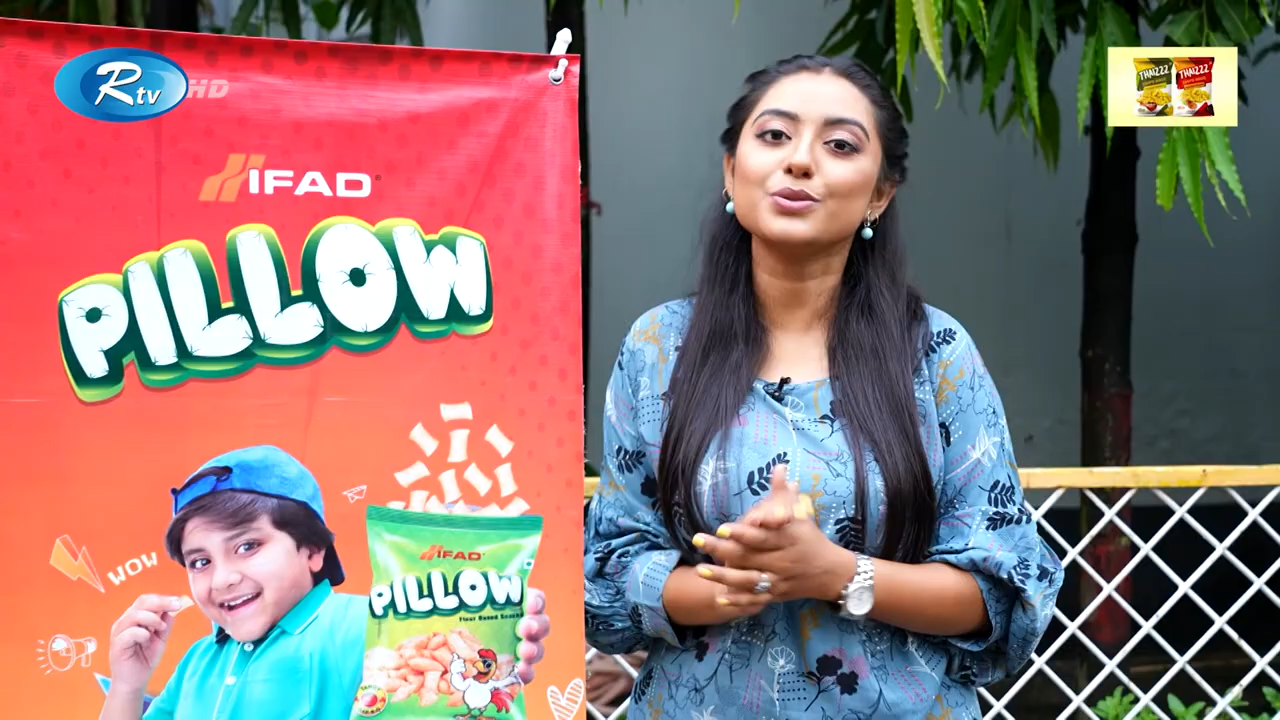 Rtv HD
THAIZZZ THAIZZZ
IFAD
PILLOW
WOW
IFAD
PILLOW
Flour Based Snacks